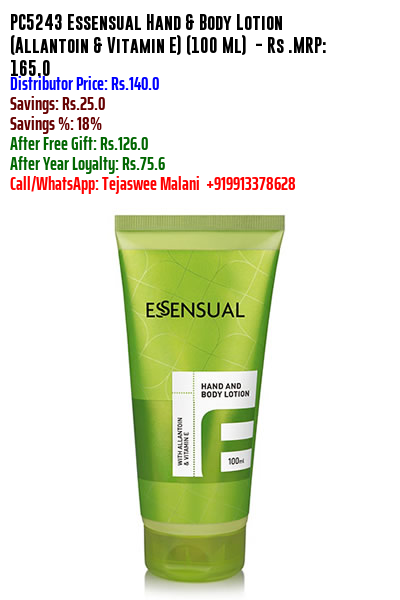 PC5243 Essensual Hand & Body Lotion
(Allantoin & Vitamin E) (100 Ml) - Rs .MRP:
165.0
Distributor Price: Rs.140.0
Savings: Rs.25.0
Savings %: 18%
After Free Gift: Rs.126.0
After Year Loyalty: Rs.75.6
Call/WhatsApp: Tejaswee Malani +919913378628
ESSENSUAL
HAND AND
BODY LOTION
WITH ALLANTOIN
& VITAMIN E
100ml